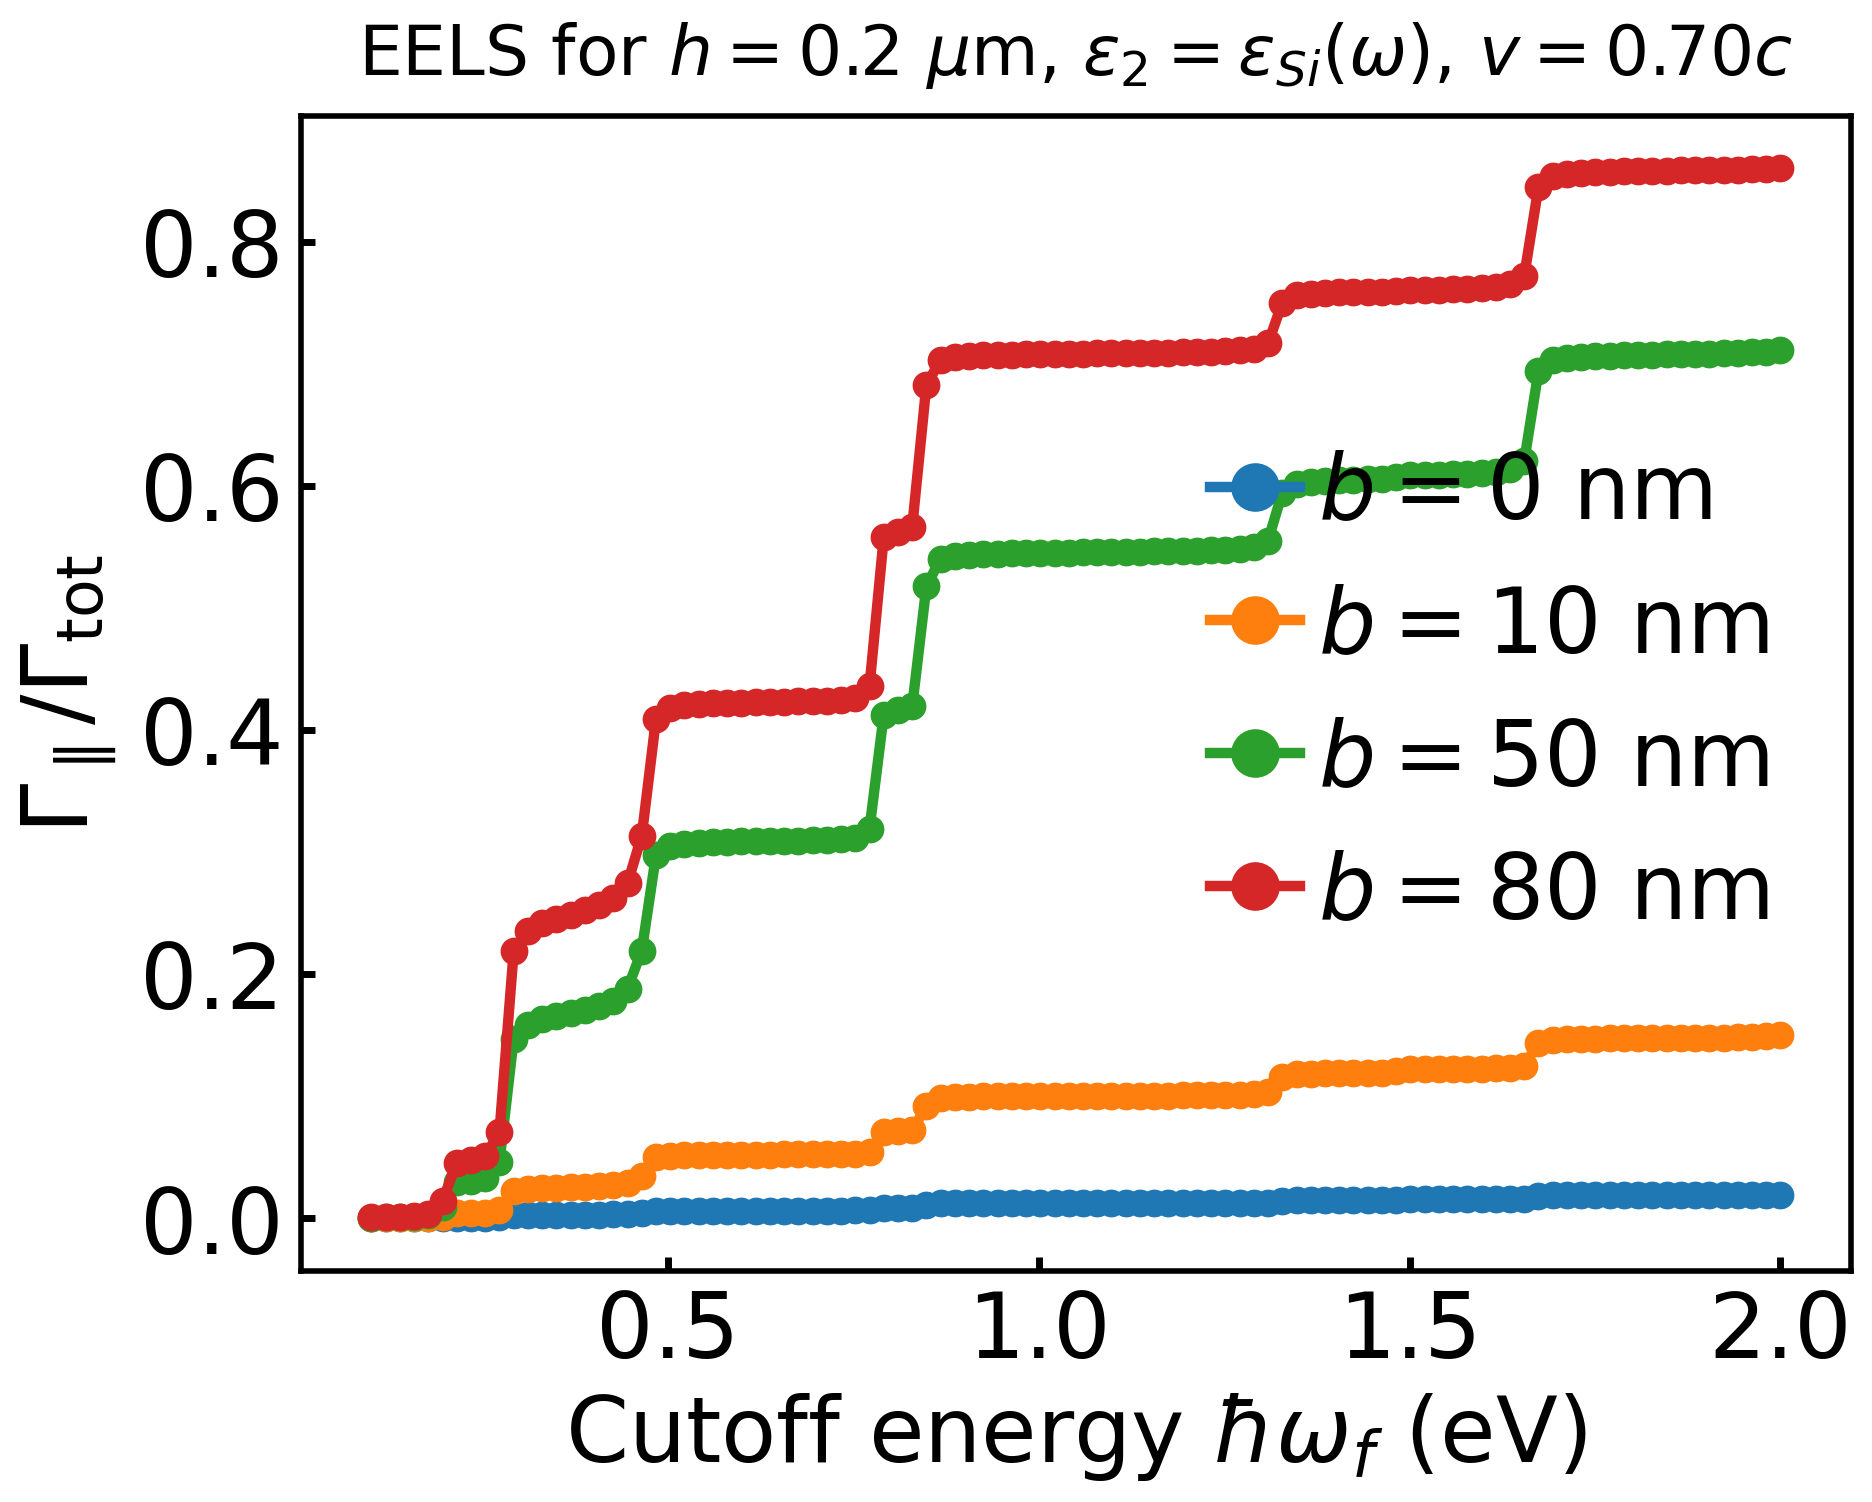 EELS for h = 0.2 μm, ε₂ = ε_Si(ω), v = 0.70c
Γ∥/Γ_tot
0.8
0.6
0.4
0.2
0.0
b = 0 nm
b = 10 nm
b = 50 nm
b = 80 nm
0.5 1.0 1.5 2.0
Cutoff energy ℏω_f (eV)